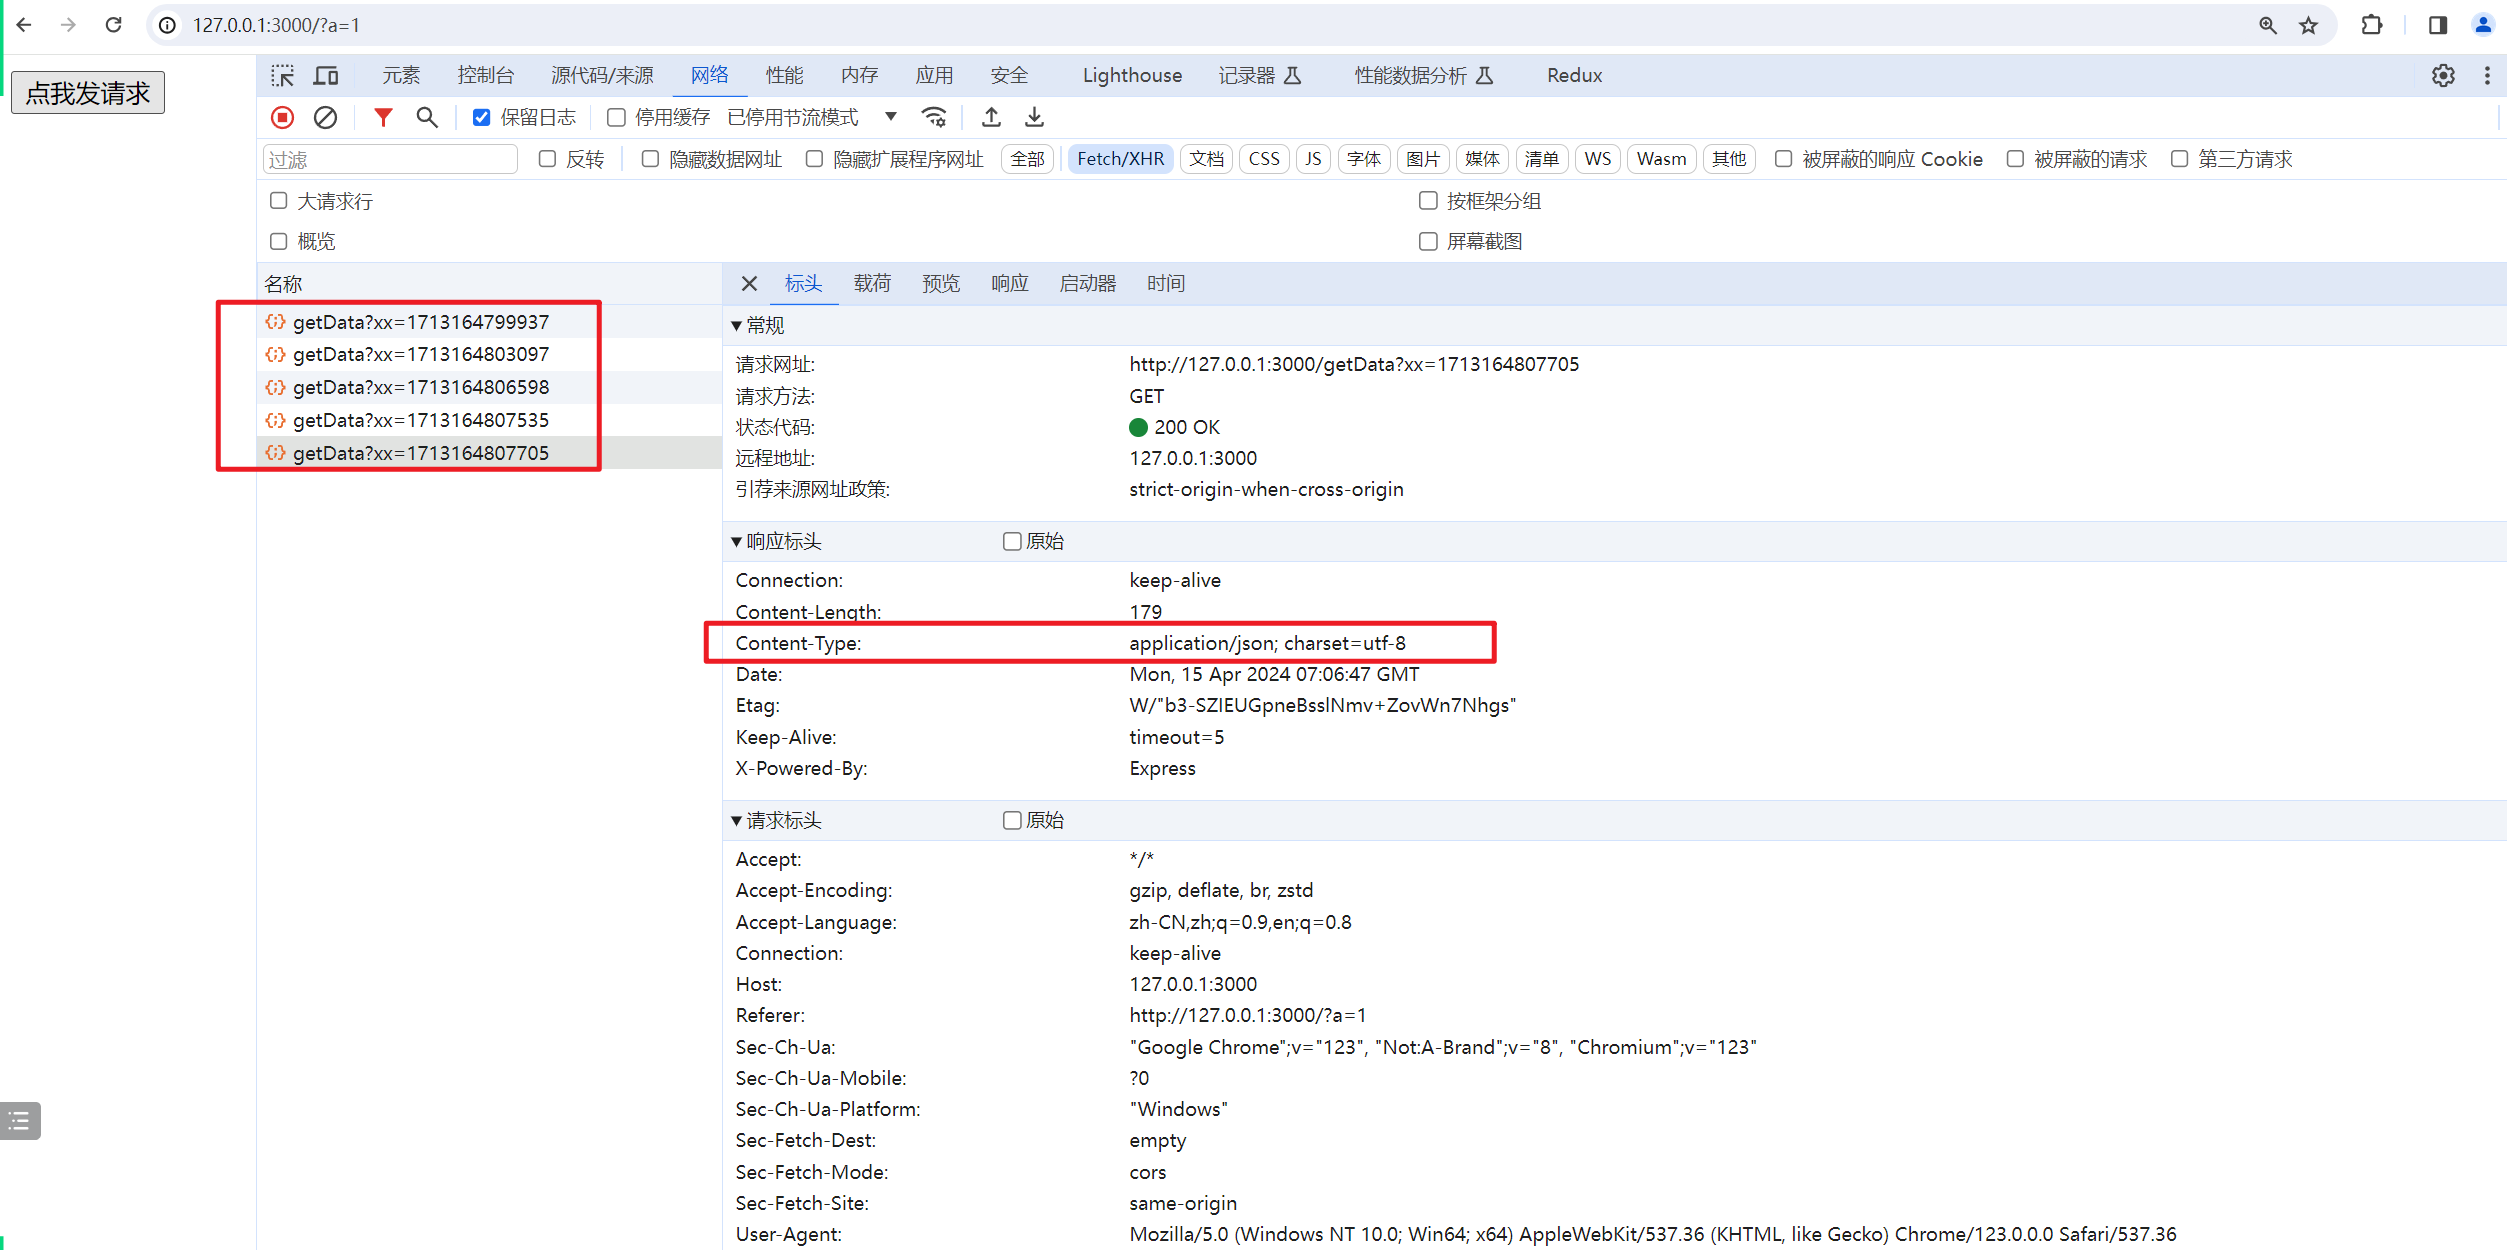 127.0.0.1:3000/?a=1
点我发请求
元素 控制台 源代码/来源 网络 性能 内存 应用 安全 Lighthouse 记录器 性能数据分析 Redux
保留日志 停用缓存 已停用节流模式
过滤 反转 隐藏数据网址 隐藏扩展程序网址 全部 Fetch/XHR 文档 CSS JS 字体 图片 媒体 清单 WS Wasm 其他 被屏蔽的响应 Cookie 被屏蔽的请求 第三方请求
大请求行 按框架分组
概览 屏幕截图
名称
getData?xx=1713164799937
getData?xx=1713164803097
getData?xx=1713164806598
getData?xx=1713164807535
getData?xx=1713164807705
标头 载荷 预览 响应 启动器 时间
常规
请求网址: http://127.0.0.1:3000/getData?xx=1713164807705
请求方法: GET
状态代码: 200 OK
远程地址: 127.0.0.1:3000
引荐来源网址政策: strict-origin-when-cross-origin
响应标头 原始
Connection: keep-alive
Content-Length: 179
Content-Type: application/json; charset=utf-8
Date: Mon, 15 Apr 2024 07:06:47 GMT
Etag: W/"b3-SZIEUGpneBsslNmv+ZovWn7Nhgs"
Keep-Alive: timeout=5
X-Powered-By: Express
请求标头 原始
Accept: */*
Accept-Encoding: gzip, deflate, br, zstd
Accept-Language: zh-CN,zh;q=0.9,en;q=0.8
Connection: keep-alive
Host: 127.0.0.1:3000
Referer: http://127.0.0.1:3000/?a=1
Sec-Ch-Ua: "Google Chrome";v="123", "Not:A-Brand";v="8", "Chromium";v="123"
Sec-Ch-Ua-Mobile: ?0
Sec-Ch-Ua-Platform: "Windows"
Sec-Fetch-Dest: empty
Sec-Fetch-Mode: cors
Sec-Fetch-Site: same-origin
User-Agent: Mozilla/5.0 (Windows NT 10.0; Win64; x64) AppleWebKit/537.36 (KHTML, like Gecko) Chrome/123.0.0.0 Safari/537.36